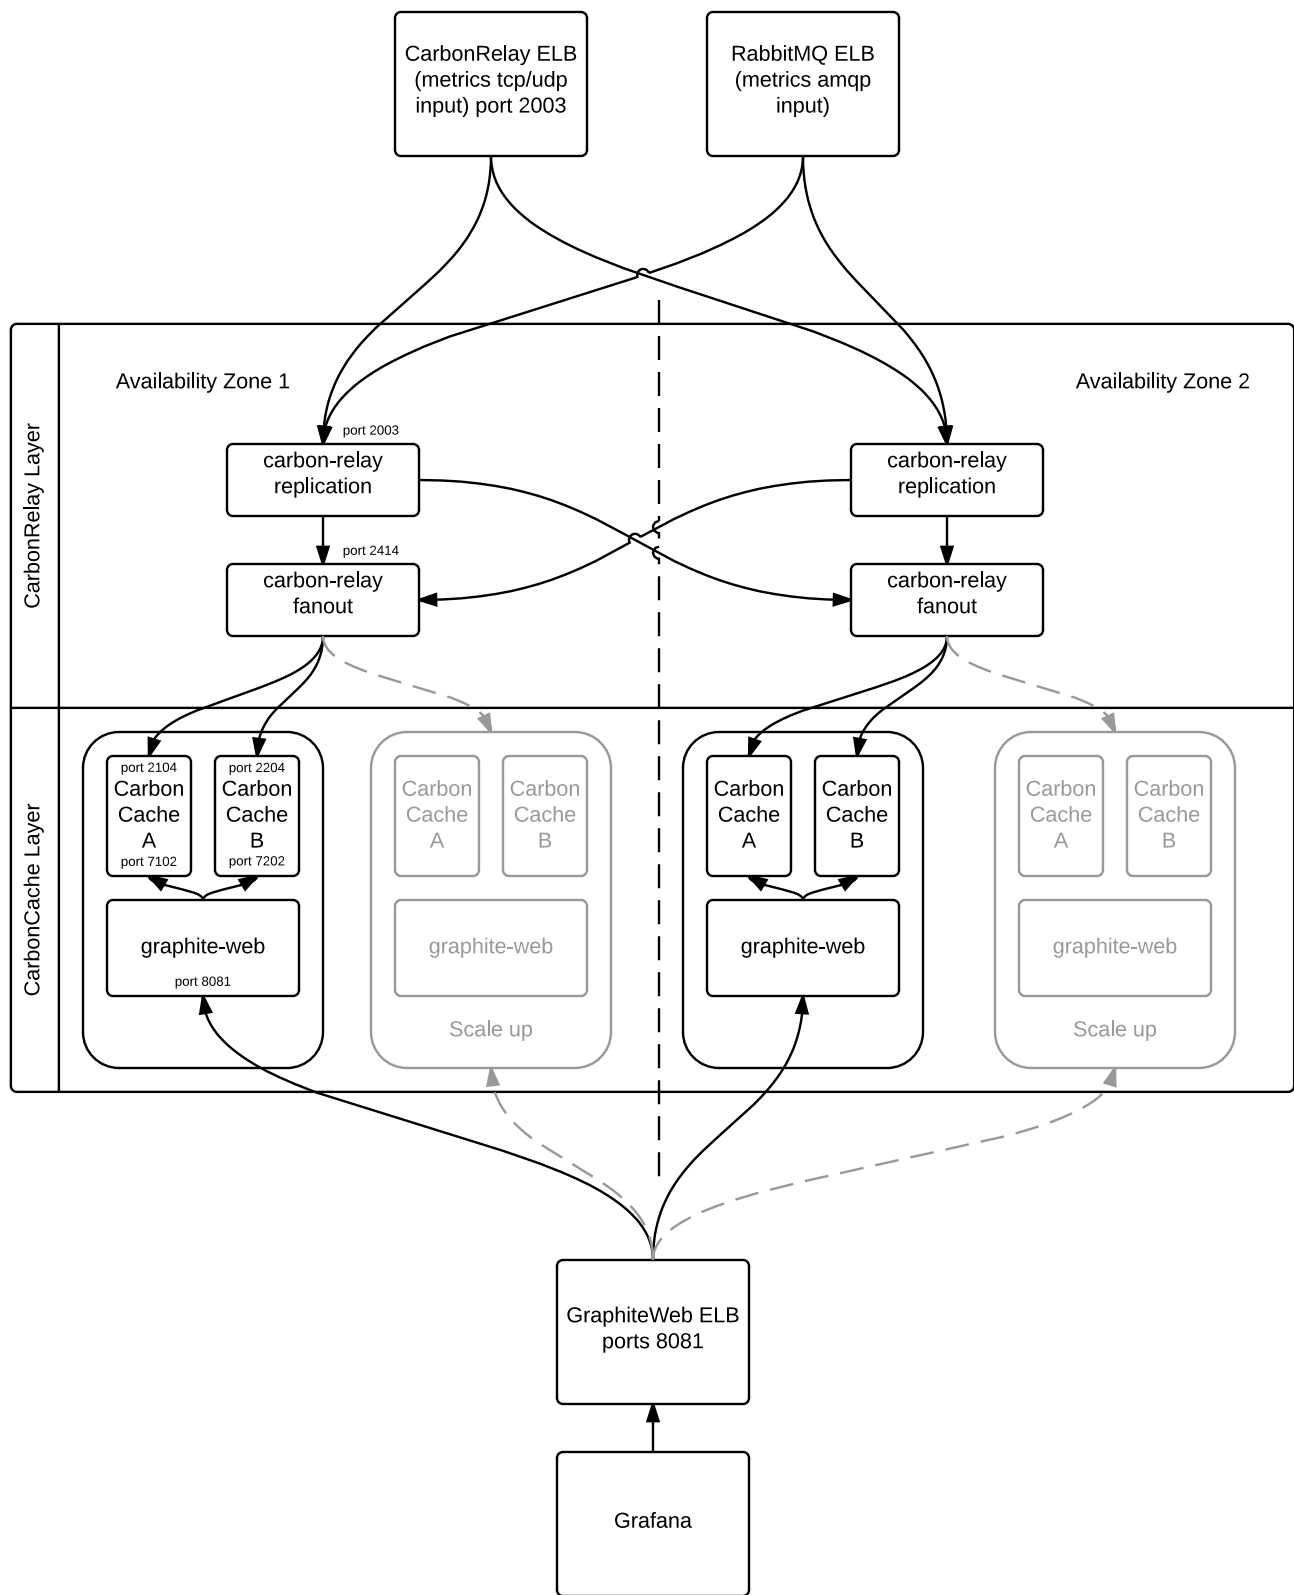 CarbonRelay ELB
(metrics tcp/udp
input) port 2003
RabbitMQ ELB
(metrics amqp
input)
CarbonRelay Layer
Availability Zone 1
Availability Zone 2
port 2003
carbon-relay
replication
carbon-relay
replication
port 2414
carbon-relay
fanout
carbon-relay
fanout
CarbonCache Layer
port 2104
Carbon
Cache
A
port 7102
port 2204
Carbon
Cache
B
port 7202
graphite-web
port 8081
Carbon
Cache
A
Carbon
Cache
B
graphite-web
Scale up
Carbon
Cache
A
Carbon
Cache
B
graphite-web
Carbon
Cache
A
Carbon
Cache
B
graphite-web
Scale up
GraphiteWeb ELB
ports 8081
Grafana